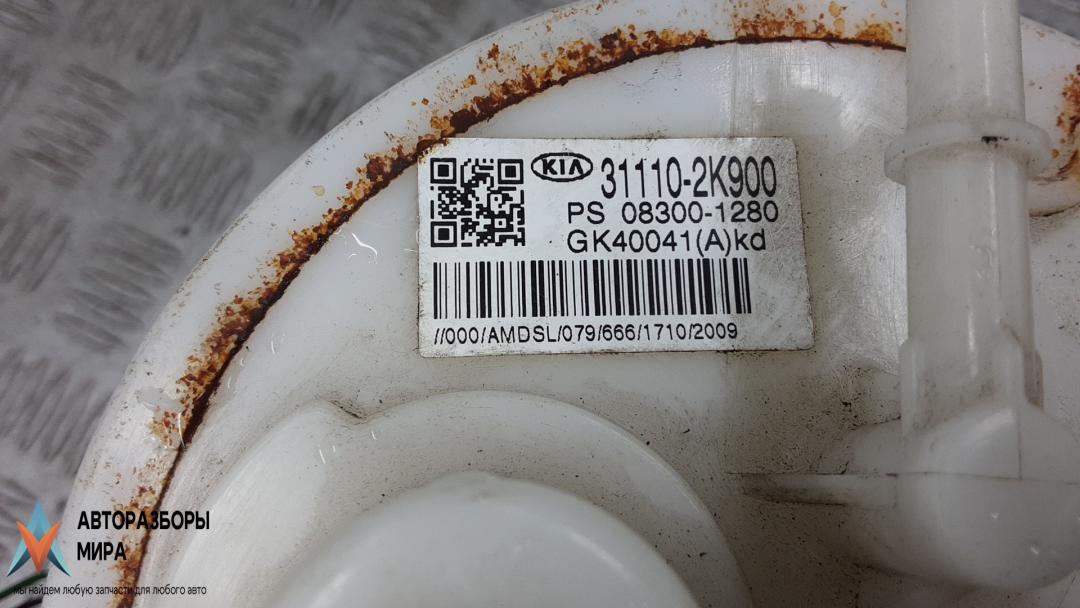 KIA 31110-2K900
PS 08300-1280
GK40041(A)kd
//000/AMDSL/079/666/1710/2009
АВТОРАЗБОРЫ
МИРА
мы найдем любую запчасти для любого авто